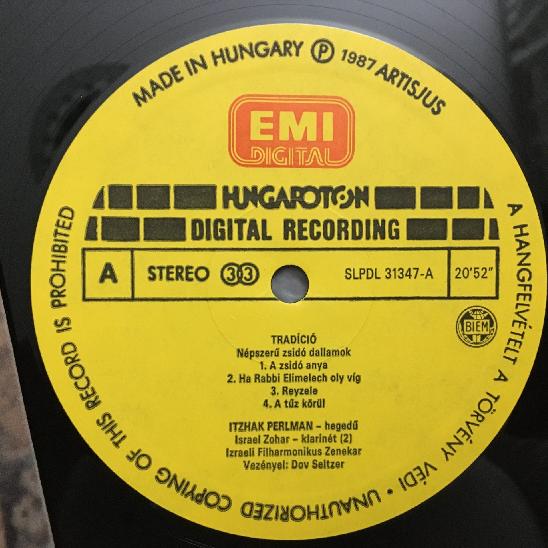 MADE IN HUNGARY Ⓟ 1987 ARTISJUS
EMI
DIGITAL
HUNGAROTON
DIGITAL RECORDING
A STEREO 33 SLPDL 31347-A 20'52"
BIEM
TRADÍCIÓ
Népszerű zsidó dallamok
1. A zsidó anya
2. Ha Rabbi Elimelech oly víg
3. Reyzele
4. A tűz körül
ITZHAK PERLMAN – hegedű
Israel Zohar – klarinét (2)
Izraeli Filharmonikus Zenekar
Vezényel: Dov Seltzer
A HANGFELVÉTELT A TÖRVÉNY VÉDI • UNAUTHORIZED COPYING OF THIS RECORD IS PROHIBITED